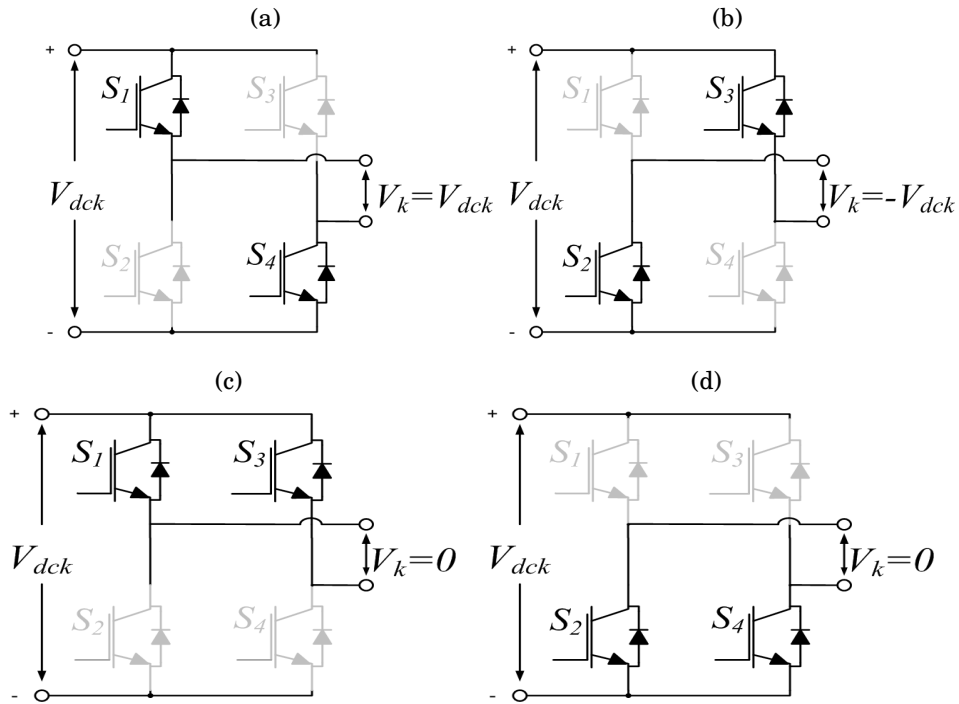 (a)
+
S1
S3
Vdck
Vk=Vdck
S2
S4
-
(b)
+
S1
S3
Vdck
Vk=-Vdck
S2
S4
-
(c)
+
S1
S3
Vdck
Vk=0
S2
S4
-
(d)
+
S1
S3
Vdck
Vk=0
S2
S4
-